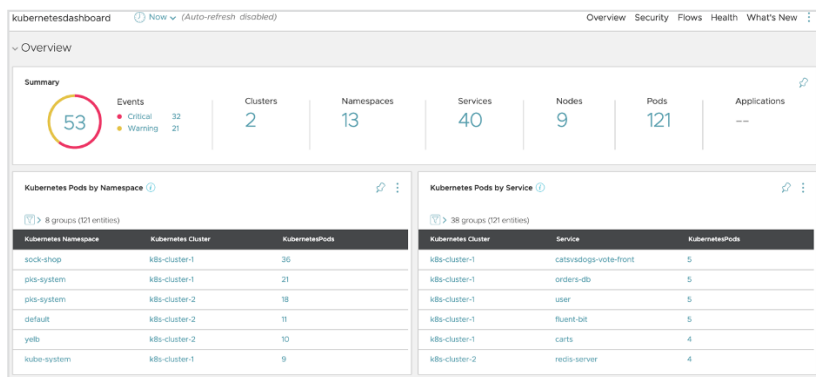 kubernetesdashboard Now (Auto-refresh disabled) Overview Security Flows Health What's New
Overview
Summary
Events Clusters Namespaces Services Nodes Pods Applications
53 Critical 32 2 13 40 9 121 --
Warning 21
Kubernetes Pods by Namespace
8 groups (121 entities)
Kubernetes Namespace Kubernetes Cluster KubernetesPods
sock-shop k8s-cluster-1 36
pks-system k8s-cluster-1 21
pks-system k8s-cluster-2 18
default k8s-cluster-2 11
yelb k8s-cluster-2 10
kube-system k8s-cluster-1 9
Kubernetes Pods by Service
38 groups (121 entities)
Kubernetes Cluster Service KubernetesPods
k8s-cluster-1 catsvsdogs-vote-front 5
k8s-cluster-1 orders-db 5
k8s-cluster-1 user 5
k8s-cluster-1 fluent-bit 5
k8s-cluster-1 carts 4
k8s-cluster-2 redis-server 4